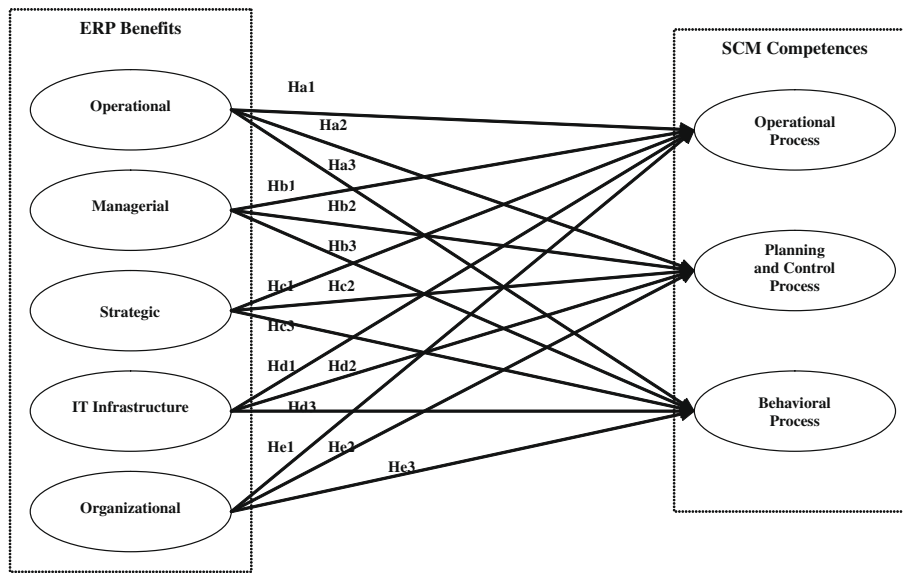 ERP Benefits
Operational
Managerial
Strategic
IT Infrastructure
Organizational
Ha1
Ha2
Ha3
Hb1
Hb2
Hb3
Hc1
Hc2
Hc3
Hd1
Hd2
Hd3
He1
He2
He3
SCM Competences
Operational
Process
Planning
and Control
Process
Behavioral
Process